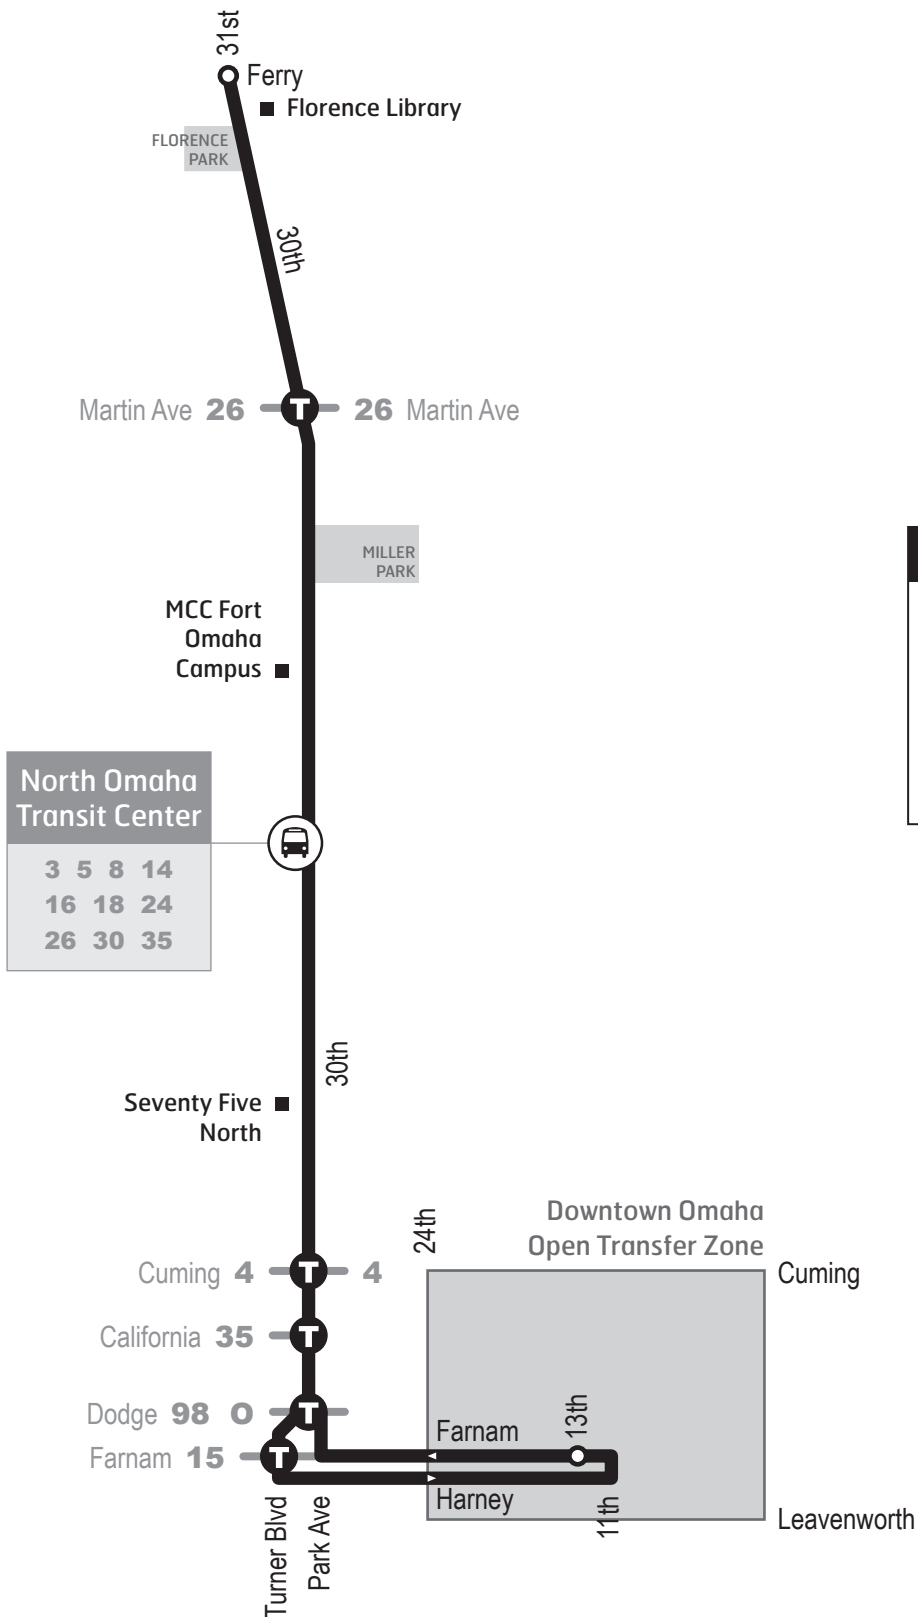 31st
Ferry
Florence Library
FLORENCE
PARK
30th
Martin Ave 26 T 26 Martin Ave
MILLER
PARK
MCC Fort
Omaha
Campus
North Omaha
Transit Center
3 5 8 14
16 18 24
26 30 35
30th
Seventy Five
North
Downtown Omaha
Open Transfer Zone
24th
Cuming 4 T 4
Cuming
California 35 T
Dodge 98 O T
Farnam 15 T
Farnam
13th
Harney
11th
Leavenworth
Turner Blvd
Park Ave